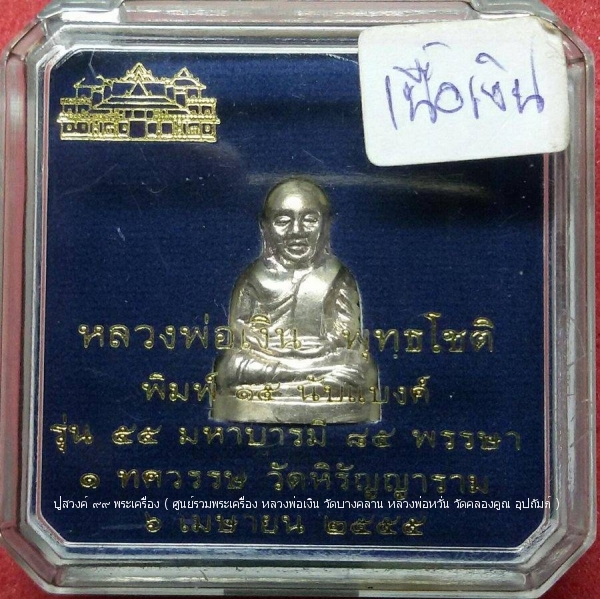 เนื้อเงิน
หลวงพ่อเงิน พุทธโชติ
พิมพ์ ๑๕ นับแบงค์
รุ่น ๕๕ มหาบารมี ๘๕ พรรษา
๑ ทศวรรษ วัดหิรัญญาราม
ปู่สวงค์ ๙๙ พระเครื่อง ( ศูนย์รวมพระเครื่อง หลวงพ่อเงิน วัดบางคลาน หลวงพ่อหวั่น วัดคลองคูณ อุปถัมภ์ )
๖ เมษายน ๒๕๕๕